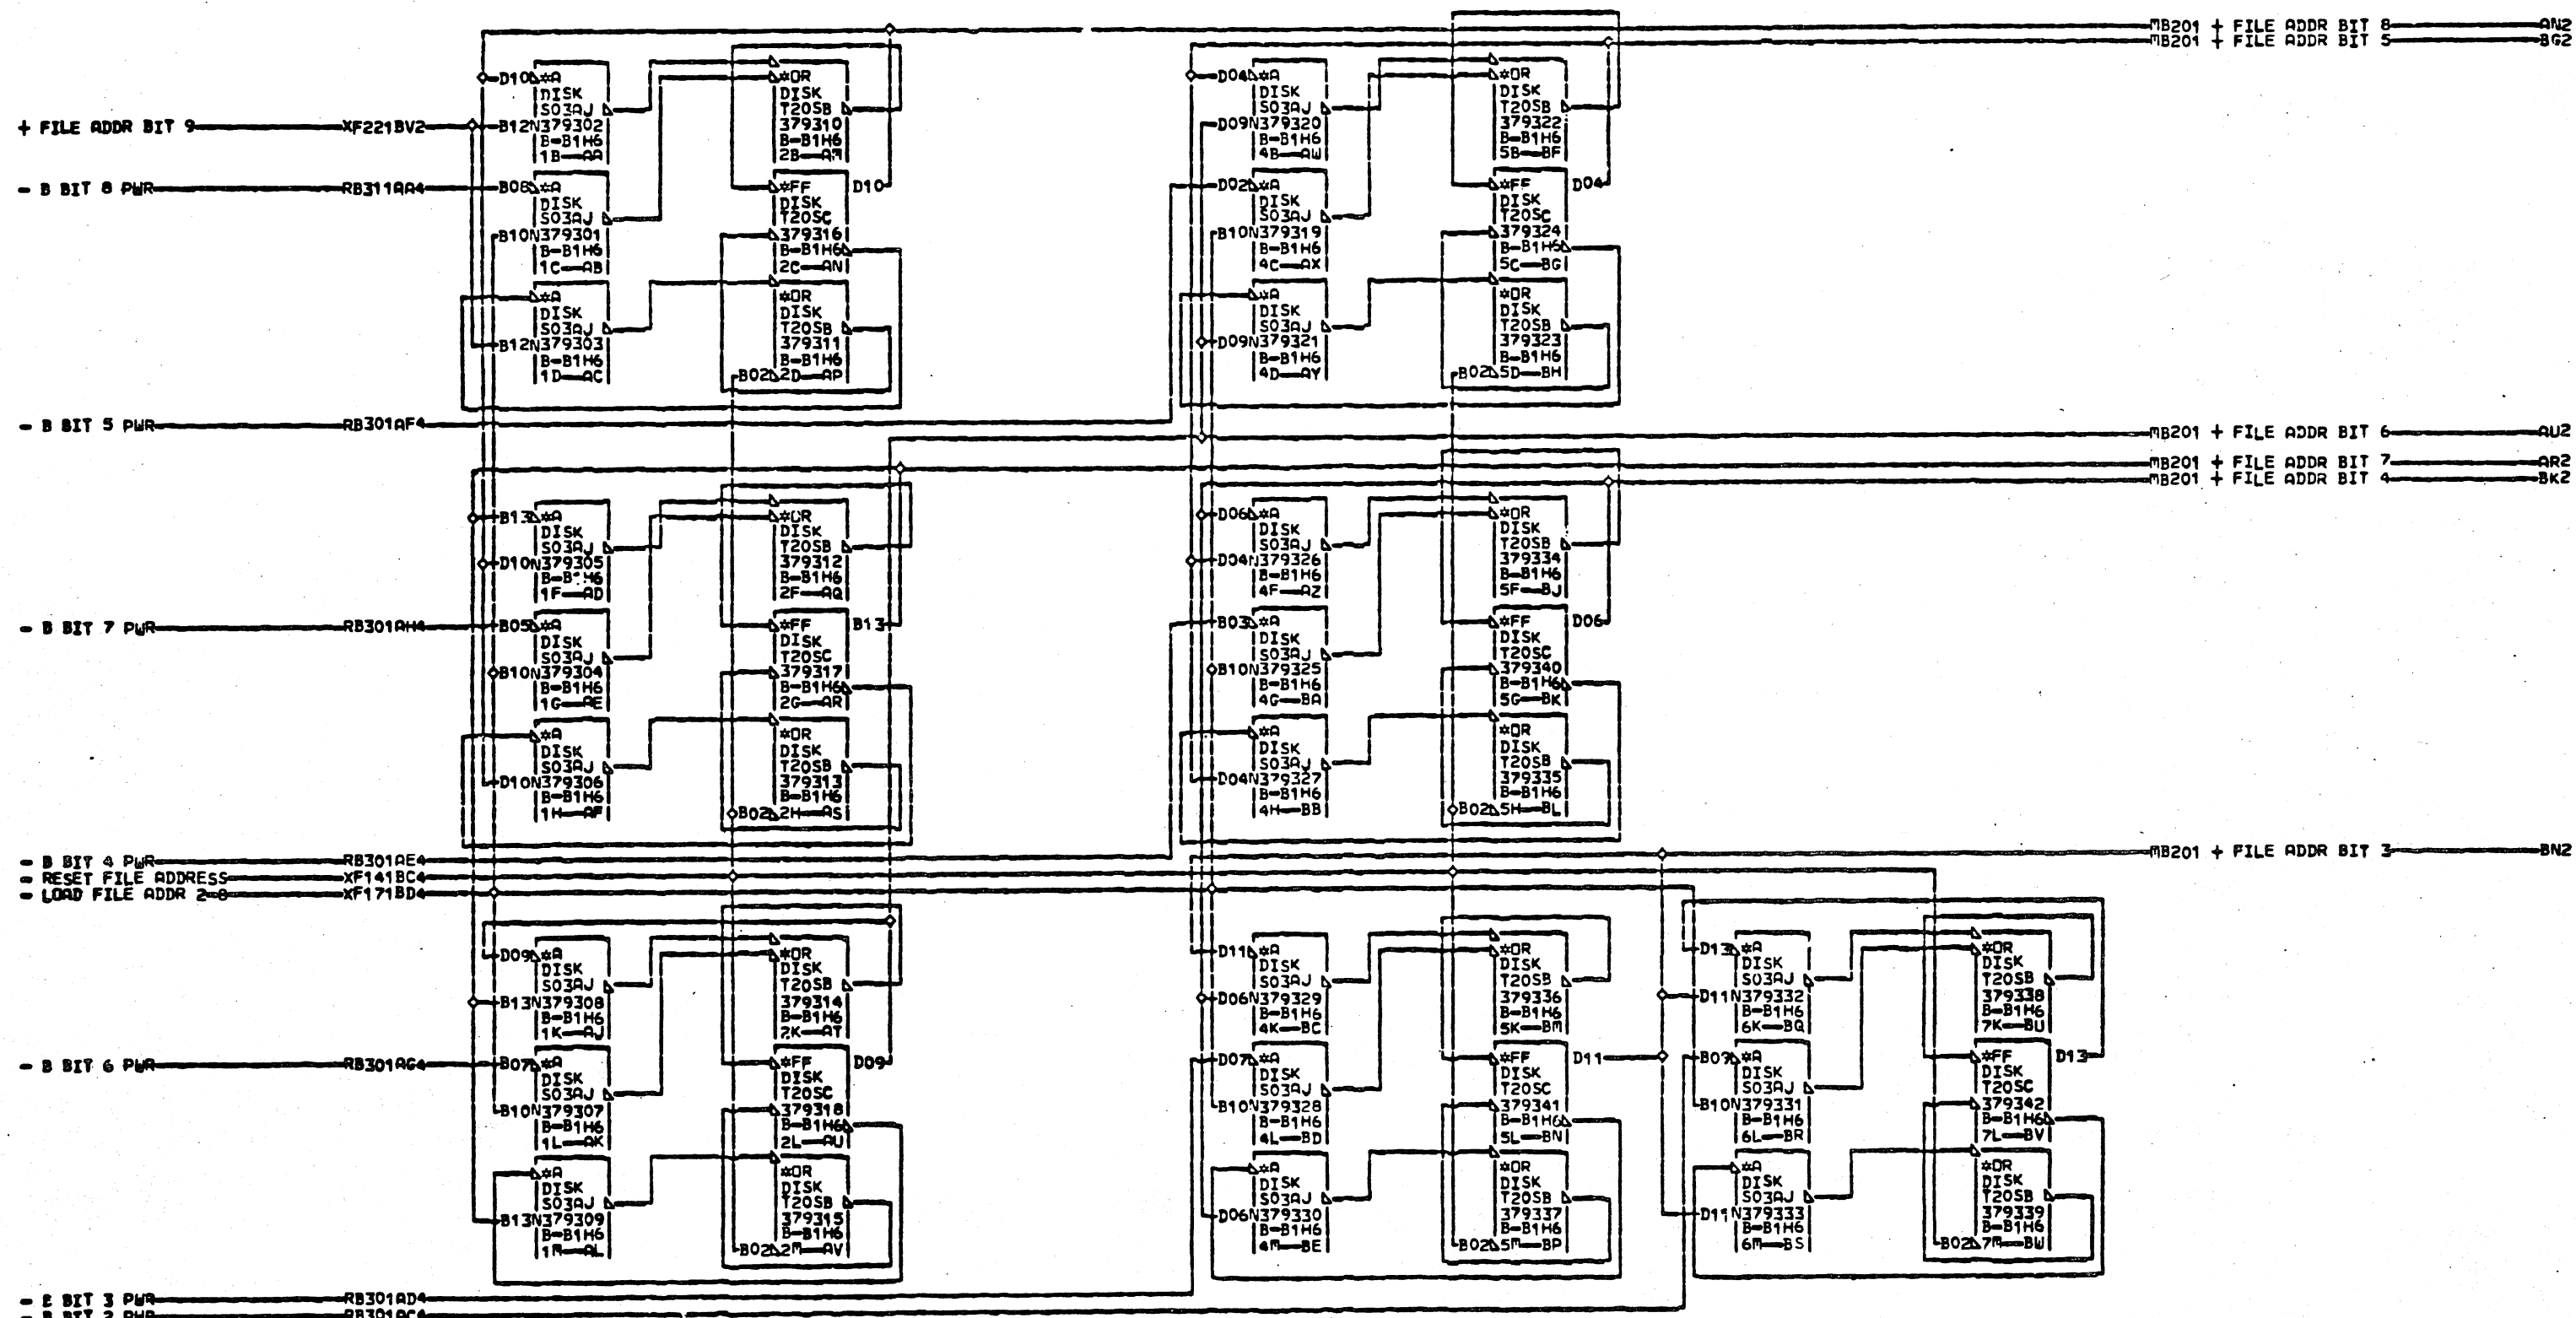 MB201 + FILE ADDR BIT 8 AN2
MB201 + FILE ADDR BIT 5 BG2
+ FILE ADDR BIT 9 XF221BV2
- B BIT 8 PWR RB311AA4
D10 *A
DISK
S03AJ
B12N379302
B-B1H6
1B-AA
*OR
DISK
T20SB
379310
B-B1H6
2B-AM
B08 *A
DISK
S03AJ
B10N379301
B-B1H6
1C-AB
*FF D10
DISK
T20SC
379316
B-B1H6
2C-AN
*A
DISK
S03AJ
B12N379303
B-B1H6
1D-AC
*OR
DISK
T20SB
379311
B-B1H6
B02 2D-AP
D04 *A
DISK
S03AJ
D09N379320
B-B1H6
4B-AW
*OR
DISK
T20SB
379322
B-B1H6
5B-BF
D02 *A
DISK
S03AJ
B10N379319
B-B1H6
4C-AX
*FF D04
DISK
T20SC
379324
B-B1H6
5C-BG
*A
DISK
S03AJ
D09N379321
B-B1H6
4D-AY
*OR
DISK
T20SB
379323
B-B1H6
B02 5D-BH
- B BIT 5 PWR RB301AF4
MB201 + FILE ADDR BIT 6 AU2
MB201 + FILE ADDR BIT 7 AR2
MB201 + FILE ADDR BIT 4 BK2
- B BIT 7 PWR RB301AH4
B13 *A
DISK
S03AJ
D10N379305
1F-AD
*OR
DISK
T20SB
379312
B-B1H6
2F-AQ
B05 *A
DISK
S03AJ
B10N379304
B-B1H6
1G-AE
*FF B13
DISK
T20SC
379317
B-B1H6
2G-AR
*A
DISK
S03AJ
D10N379306
B-B1H6
1H-AF
*OR
DISK
T20SB
379313
B-B1H6
B02 2H-AS
D06 *A
DISK
S03AJ
D04N379326
B-B1H6
4F-AZ
*OR
DISK
T20SB
379334
B-B1H6
5F-BJ
B03 *A
DISK
S03AJ
B10N379325
B-B1H6
4G-BA
*FF D06
DISK
T20SC
379340
B-B1H6
5G-BK
*A
DISK
S03AJ
D04N379327
B-B1H6
4H-BB
*OR
DISK
T20SB
379335
B-B1H6
B02 5H-BL
- B BIT 4 PWR RB301AE4
- RESET FILE ADDRESS XF141BC4
- LOAD FILE ADDR 2-8 XF171BD4
MB201 + FILE ADDR BIT 3 BN2
- B BIT 6 PWR RB301AG4
D09 *A
DISK
S03AJ
B13N379308
B-B1H6
1K-AJ
*OR
DISK
T20SB
379314
B-B1H6
2K-AT
B07 *A
DISK
S03AJ
B10N379307
B-B1H6
1L-AK
*FF D09
DISK
T20SC
379318
B-B1H6
2L-AU
*A
DISK
S03AJ
B13N379309
B-B1H6
1M-AL
*OR
DISK
T20SB
379315
B-B1H6
B02 2M-AV
D11 *A
DISK
S03AJ
D06N379329
B-B1H6
4K-BC
*OR
DISK
T20SB
379336
B-B1H6
5K-BM
D07 *A
DISK
S03AJ
B10N379328
B-B1H6
4L-BD
*FF D11
DISK
T20SC
379341
B-B1H6
5L-BN
*A
DISK
S03AJ
D06N379330
B-B1H6
4M-BE
*OR
DISK
T20SB
379337
B-B1H6
B02 5M-BP
D13 *A
DISK
S03AJ
D11N379332
B-B1H6
6K-BQ
*OR
DISK
T20SB
379338
B-B1H6
7K-BU
*A
DISK
S03AJ
B10N379331
B-B1H6
6L-BR
*FF D13
DISK
T20SC
379342
B-B1H6
7L-BV
*A
DISK
S03AJ
D11N379333
B-B1H6
6M-BS
*OR
DISK
T20SB
379339
B-B1H6
B02 7M-BW
BIT 3 PWR RB301AD4
- B BIT 2 PWR RB301AC4